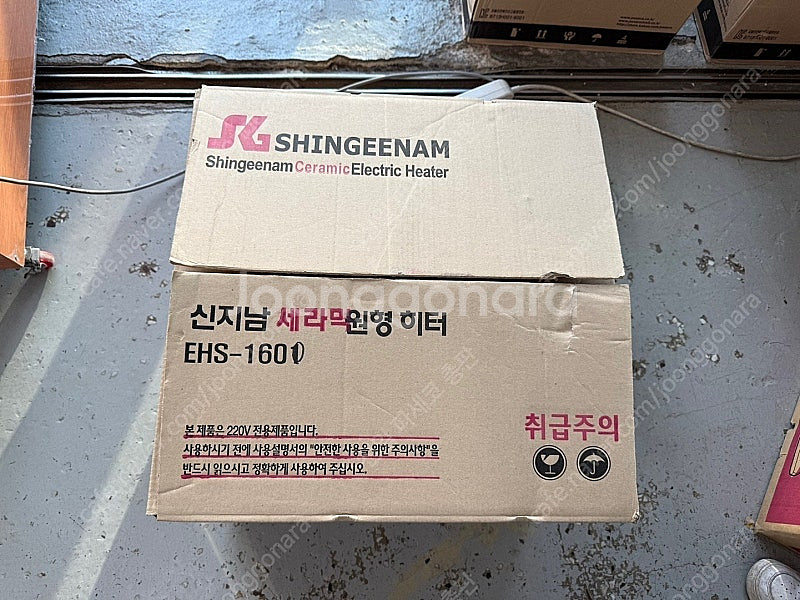 SG SHINGEENAM
Shingeenam Ceramic Electric Heater
joonggonara
신지남 세라믹 원형 히터
EHS-1601
본 제품은 220V 전용제품입니다.
사용하시기 전에 사용설명서의 "안전한 사용을 위한 주의사항"을
반드시 읽으시고 정확하게 사용하여 주십시오.
취급주의